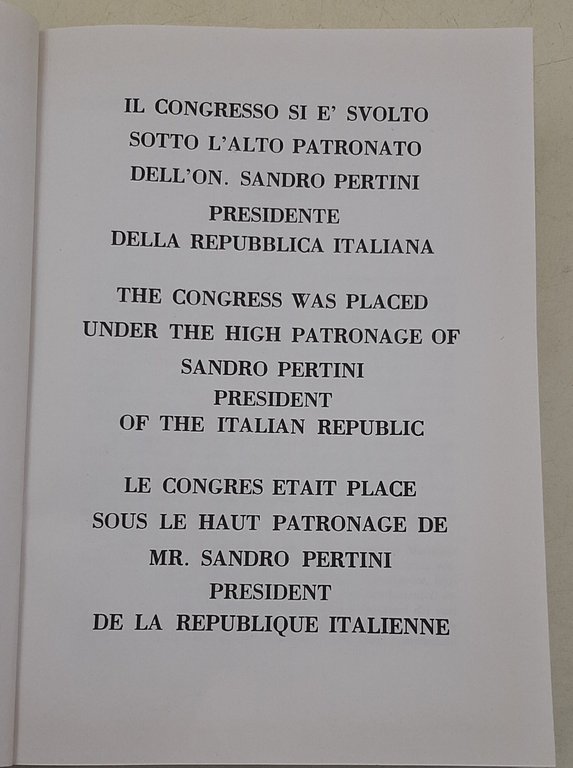 IL CONGRESSO SI E' SVOLTO
SOTTO L'ALTO PATRONATO
DELL'ON. SANDRO PERTINI
PRESIDENTE
DELLA REPUBBLICA ITALIANA
THE CONGRESS WAS PLACED
UNDER THE HIGH PATRONAGE OF
SANDRO PERTINI
PRESIDENT
OF THE ITALIAN REPUBLIC
LE CONGRES ETAIT PLACE
SOUS LE HAUT PATRONAGE DE
MR. SANDRO PERTINI
PRESIDENT
DE LA REPUBLIQUE ITALIENNE